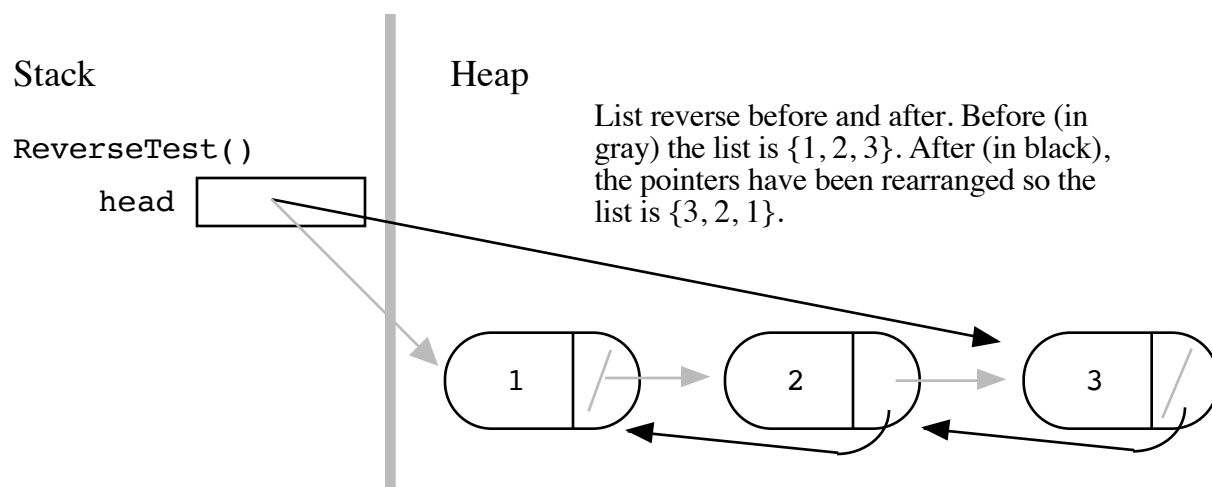 Stack
Heap
List reverse before and after. Before (in
gray) the list is {1, 2, 3}. After (in black),
the pointers have been rearranged so the
list is {3, 2, 1}.
ReverseTest()
head
1
2
3